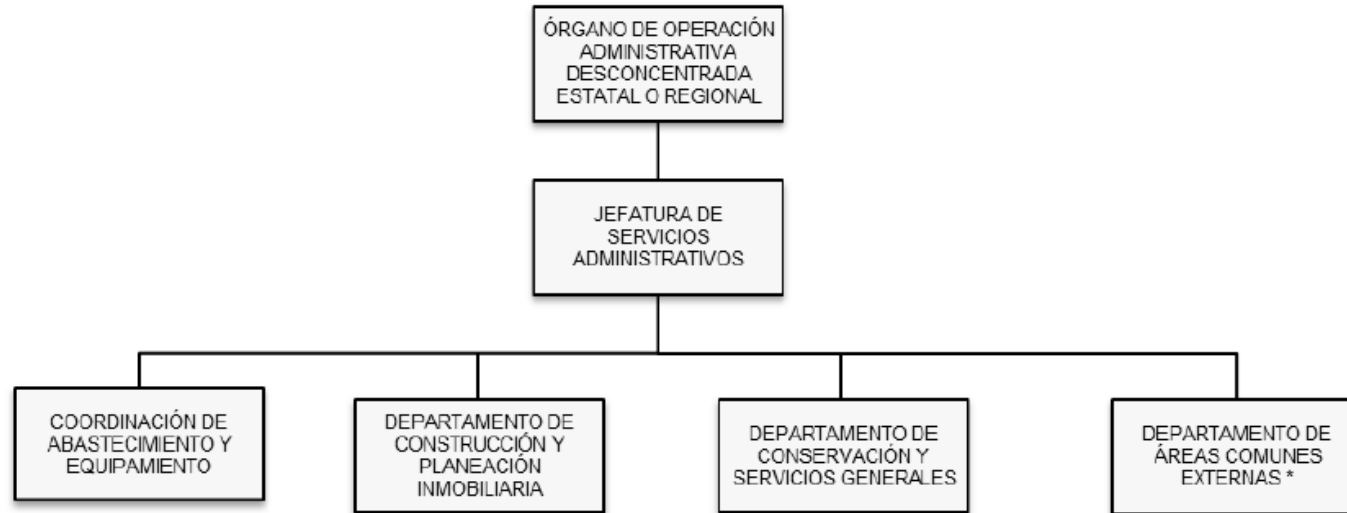 ÓRGANO DE OPERACIÓN
ADMINISTRATIVA
DESCONCENTRADA
ESTATAL O REGIONAL
JEFATURA DE
SERVICIOS
ADMINISTRATIVOS
COORDINACIÓN DE
ABASTECIMIENTO Y
EQUIPAMIENTO
DEPARTAMENTO DE
CONSTRUCCIÓN Y
PLANEACIÓN
INMOBILIARIA
DEPARTAMENTO DE
CONSERVACIÓN Y
SERVICIOS GENERALES
DEPARTAMENTO DE
ÁREAS COMUNES
EXTERNAS *